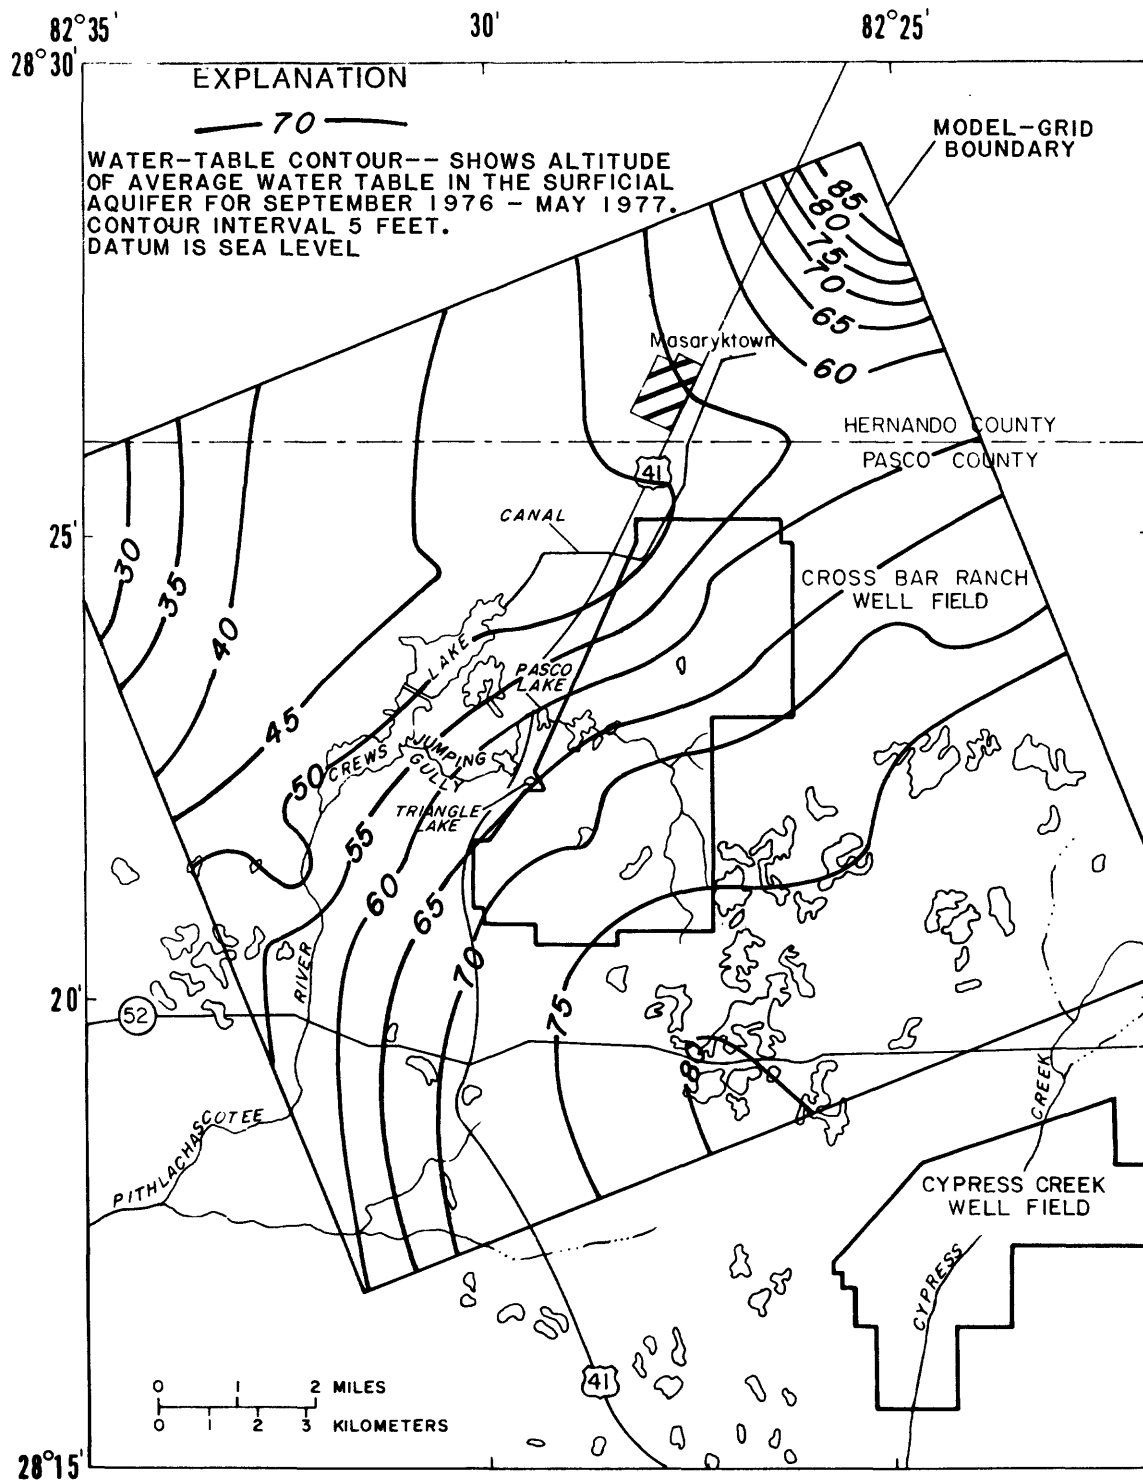 82°35'
30'
82°25'
28°30'
EXPLANATION
70
WATER-TABLE CONTOUR-- SHOWS ALTITUDE
OF AVERAGE WATER TABLE IN THE SURFICIAL
AQUIFER FOR SEPTEMBER 1976 - MAY 1977.
CONTOUR INTERVAL 5 FEET.
DATUM IS SEA LEVEL
MODEL-GRID
BOUNDARY
85
80
75
70
65
60
Masaryktown
HERNANDO COUNTY
PASCO COUNTY
41
CANAL
25'
30
35
40
45
CROSS BAR RANCH
WELL FIELD
CREWS LAKE
PASCO
LAKE
JUMPING
GULLY
TRIANGLE
LAKE
50
55
60
65
70
75
80
RIVER
20'
52
PITHLACHASCOTEE
CREEK
CYPRESS CREEK
WELL FIELD
CYPRESS
41
0 1 2 MILES
0 1 2 3 KILOMETERS
28°15'